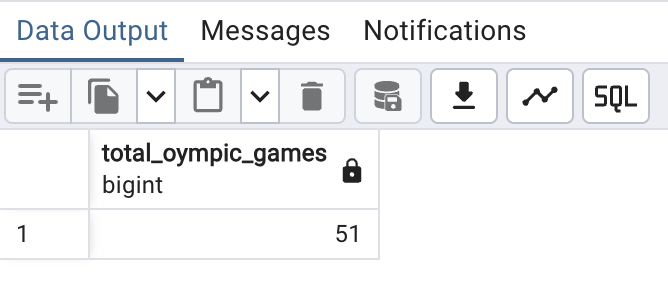 Data Output Messages Notifications
SQL
total_oympic_games
bigint
1 51